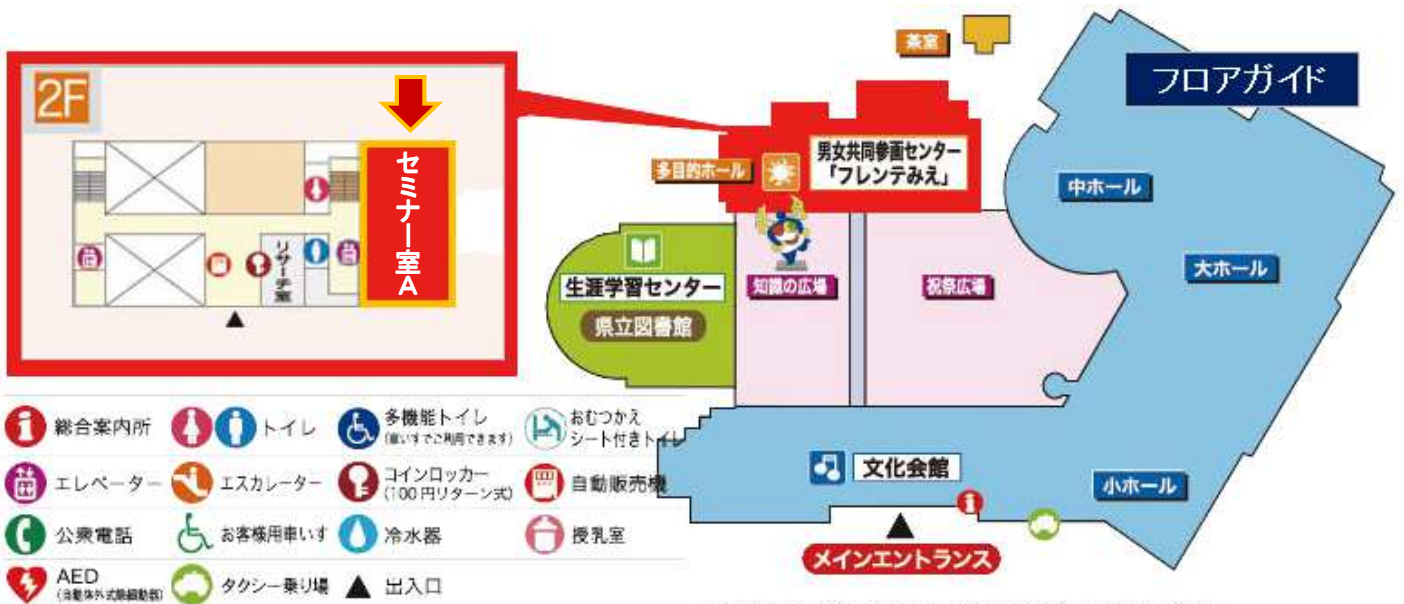 フロアガイド
2F
セミナー室A
リサーチ室
茶室
多目的ホール
男女共同参画センター
「フレンテみえ」
中ホール
大ホール
生涯学習センター
県立図書館
知識の広場
祝祭広場
文化会館
小ホール
メインエントランス
総合案内所
トイレ
多機能トイレ
(車いすでご利用できます)
おむつかえ
シート付きトイレ
エレベーター
エスカレーター
コインロッカー
(100円リターン式)
自動販売機
公衆電話
お客様用車いす
冷水器
授乳室
AED
(自動体外式除細動器)
タクシー乗り場
出入口